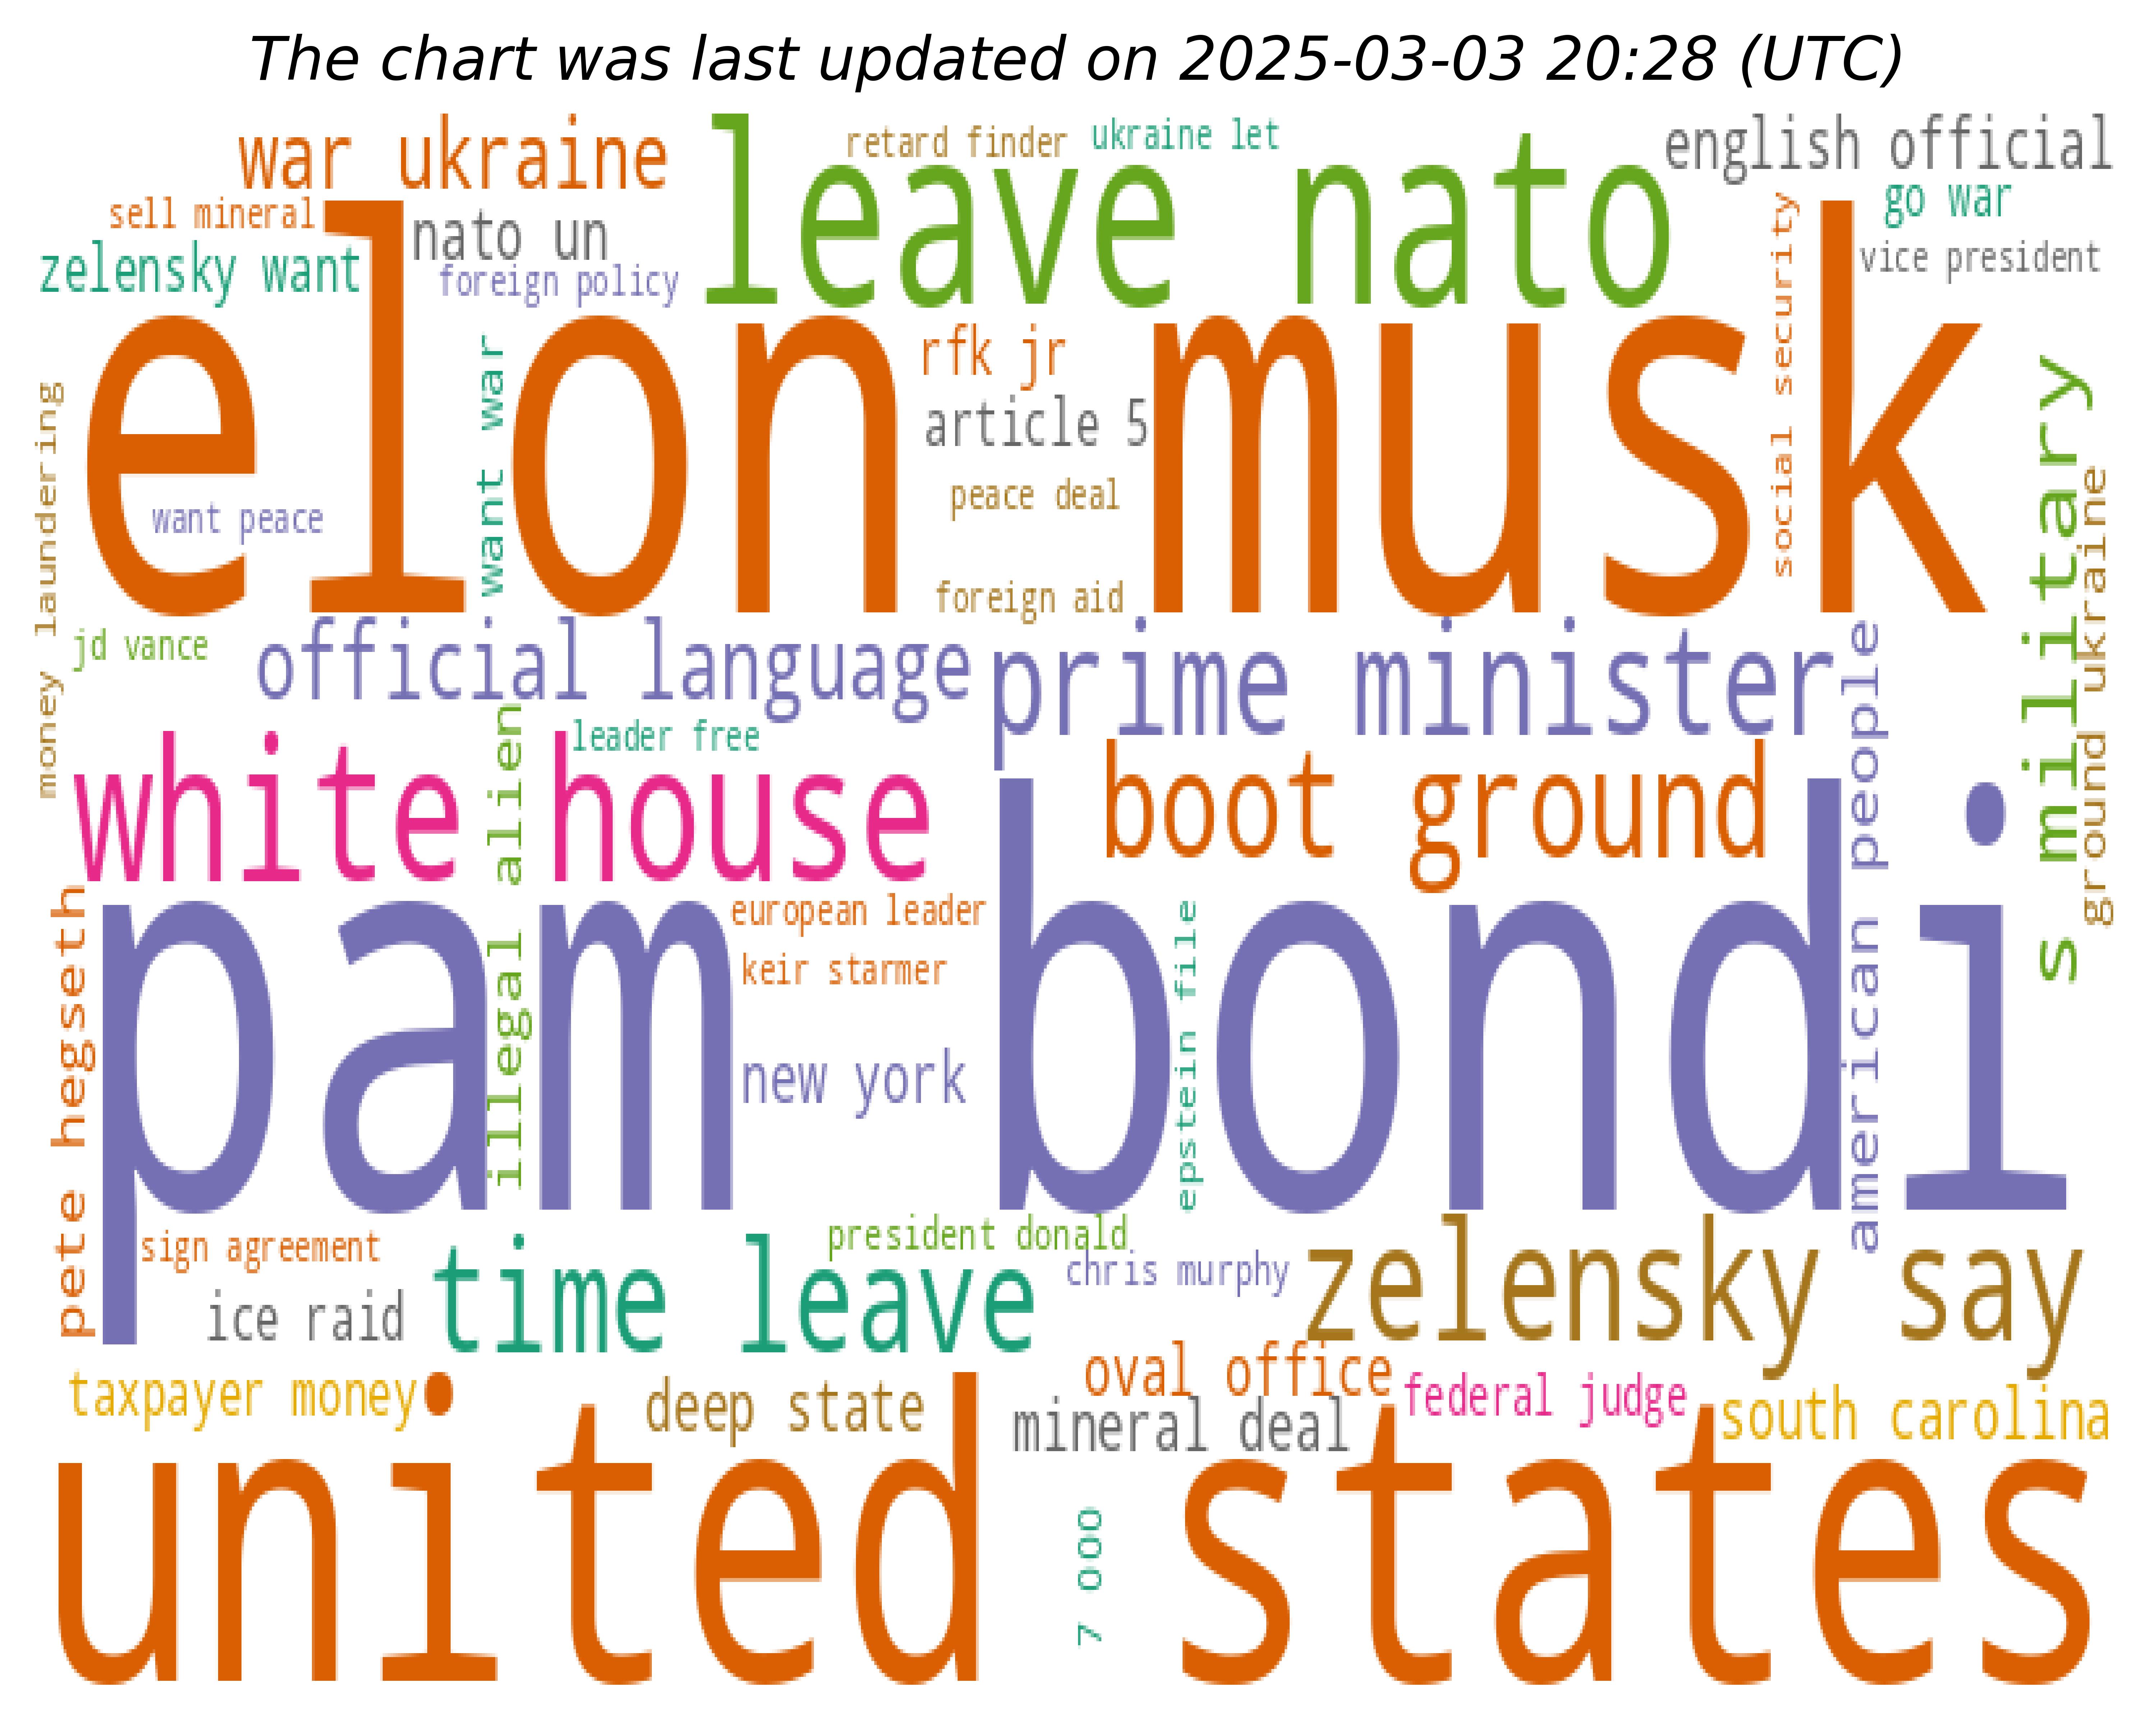 The chart was last updated on 2025-03-03 20:28 (UTC)
war ukraine
leave nato
retard finder
ukraine let
english official
sell mineral
nato un
go war
zelensky want
foreign policy
vice president
social security
elon musk
rfk jr
article 5
want war
want peace
peace deal
foreign aid
money laundering
s military
ground ukraine
jd vance
official language
prime minister
american people
leader free
white house
boot ground
illegal alien
pam bondi
european leader
keir starmer
epstein file
new york
pete hegseth
sign agreement
president donald
chris murphy
zelensky say
ice raid
time leave
oval office
taxpayer money
deep state
mineral deal
federal judge
south carolina
united states
7 000